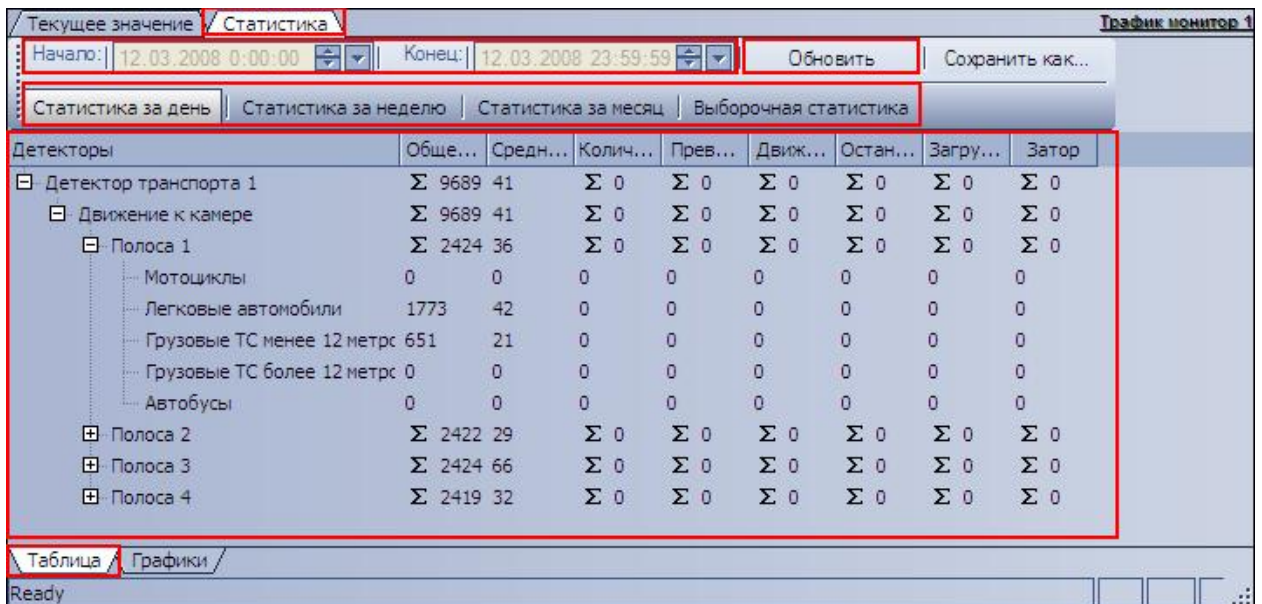 Текущее значение Статистика Трафик монитор 1
Начало: 12.03.2008 0:00:00 Конец: 12.03.2008 23:59:59 Обновить Сохранить как...
Статистика за день Статистика за неделю Статистика за месяц Выборочная статистика
Детекторы Обще... Средн... Колич... Прев... Движ... Остан... Загру... Затор
Детектор транспорта 1 Σ 9689 41 Σ 0 Σ 0 Σ 0 Σ 0 Σ 0 Σ 0
Движение к камере Σ 9689 41 Σ 0 Σ 0 Σ 0 Σ 0 Σ 0 Σ 0
Полоса 1 Σ 2424 36 Σ 0 Σ 0 Σ 0 Σ 0 Σ 0 Σ 0
Мотоциклы 0 0 0 0 0 0 0 0
Легковые автомобили 1773 42 0 0 0 0 0 0
Грузовые ТС менее 12 метрс 651 21 0 0 0 0 0 0
Грузовые ТС более 12 метрс 0 0 0 0 0 0 0 0
Автобусы 0 0 0 0 0 0 0 0
Полоса 2 Σ 2422 29 Σ 0 Σ 0 Σ 0 Σ 0 Σ 0 Σ 0
Полоса 3 Σ 2424 66 Σ 0 Σ 0 Σ 0 Σ 0 Σ 0 Σ 0
Полоса 4 Σ 2419 32 Σ 0 Σ 0 Σ 0 Σ 0 Σ 0 Σ 0
Таблица Графики
Ready